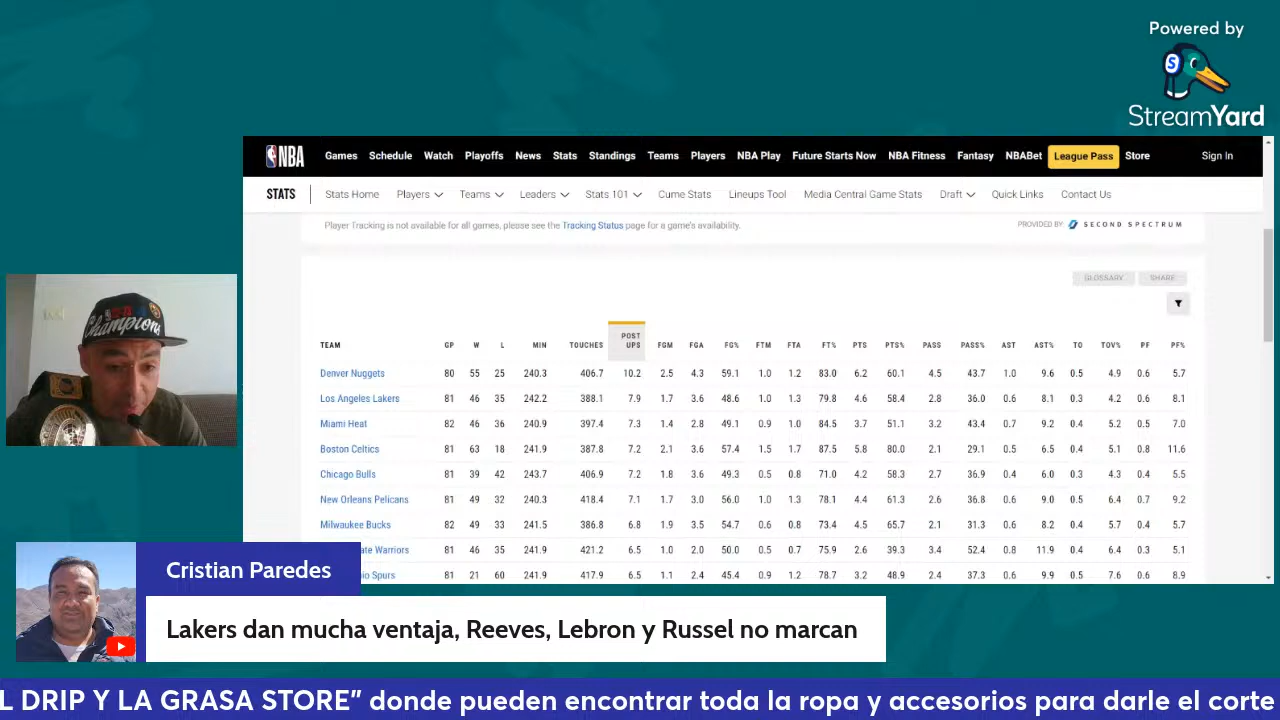 Powered by
StreamYard
NBA Games Schedule Watch Playoffs News Stats Standings Teams Players NBA Play Future Starts Now NBA Fitness Fantasy NBABet League Pass Store Sign In
STATS Stats Home Players Teams Leaders Stats 101 Cume Stats Lineups Tool Media Central Game Stats Draft Quick Links Contact Us
Player Tracking is not available for all games, please see the Tracking Status page for a game's availability. PROVIDED BY SECOND SPECTRUM
GLOSSARY SHARE
TEAM GP W L MIN TOUCHES POST UPS FGM FGA FG% FTM FTA FT% PTS PTS% PASS PASS% AST AST% TO TOV% PF PF%
Denver Nuggets 80 55 25 240.3 406.7 10.2 2.5 4.3 59.1 1.0 1.2 83.0 6.2 60.1 4.5 43.7 1.0 9.6 0.5 4.9 0.6 5.7
Los Angeles Lakers 81 46 35 242.2 388.1 7.9 1.7 3.6 48.6 1.0 1.3 79.8 4.6 58.4 2.8 36.0 0.6 8.1 0.3 4.2 0.6 8.1
Miami Heat 82 46 36 240.9 397.4 7.3 1.4 2.8 49.1 0.9 1.0 84.5 3.7 51.1 3.2 43.4 0.7 9.2 0.4 5.2 0.5 7.0
Boston Celtics 81 63 18 241.9 387.8 7.2 2.1 3.6 57.4 1.5 1.7 87.5 5.8 80.0 2.1 29.1 0.5 6.5 0.4 5.1 0.8 11.6
Chicago Bulls 81 39 42 243.7 406.9 7.2 1.8 3.6 49.3 0.5 0.8 71.0 4.2 58.3 2.7 36.9 0.4 6.0 0.3 4.3 0.4 5.5
New Orleans Pelicans 81 49 32 240.3 418.4 7.1 1.7 3.0 56.0 1.0 1.3 78.1 4.4 61.3 2.6 36.8 0.6 9.0 0.5 6.4 0.7 9.2
Milwaukee Bucks 82 49 33 241.5 386.8 6.8 1.9 3.5 54.7 0.6 0.8 73.4 4.5 65.7 2.1 31.3 0.6 8.2 0.4 5.7 0.4 5.7
ate Warriors 81 46 35 241.9 421.2 6.5 1.0 2.0 50.0 0.5 0.7 75.9 2.6 39.3 3.4 52.4 0.8 11.9 0.4 6.4 0.3 5.1
io Spurs 81 21 60 241.9 417.9 6.5 1.1 2.4 45.4 0.9 1.2 78.7 3.2 48.9 2.4 37.3 0.6 9.9 0.5 7.6 0.6 8.9
Champions
Cristian Paredes
Lakers dan mucha ventaja, Reeves, Lebron y Russel no marcan
L DRIP Y LA GRASA STORE" donde pueden encontrar toda la ropa y accesorios para darle el corte